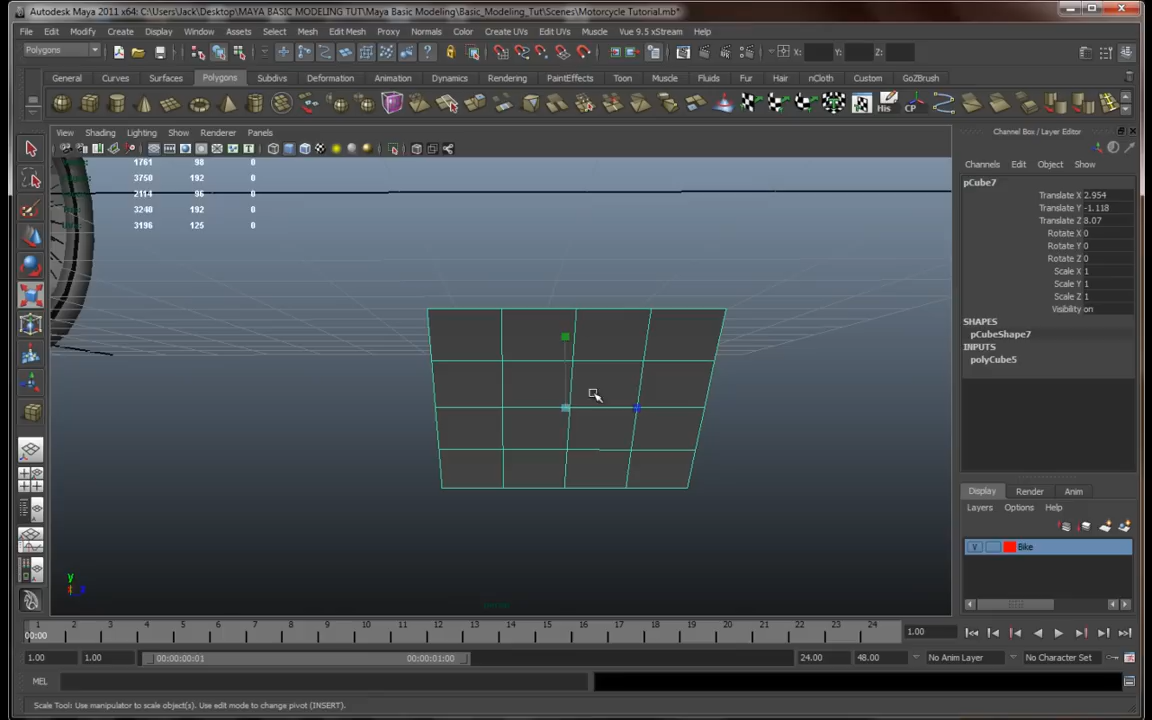 Autodesk Maya 2011 x64: C:\Users\Jack\Desktop\MAYA BASIC MODELING TUT\Maya Basic Modeling\Basic_Modeling_Tut\Scenes\Motorcycle Tutorial.mb*
File Edit Modify Create Display Window Assets Select Mesh Edit Mesh Proxy Normals Color Create UVs Edit UVs Muscle Vue 9.5 xStream Help
Polygons X: Y: Z:
General Curves Surfaces Polygons Subdivs Deformation Animation Dynamics Rendering PaintEffects Toon Muscle Fluids Fur Hair nCloth Custom GoZBrush
His CP
View Shading Lighting Show Renderer Panels
Channel Box / Layer Editor
Channels Edit Object Show
1761 98 0
3750 192 0
2114 96 0
3240 192 0
3196 125 0
pCube7
Translate X 2.954
Translate Y -1.118
Translate Z 8.07
Rotate X 0
Rotate Y 0
Rotate Z 0
Scale X 1
Scale Y 1
Scale Z 1
Visibility on
SHAPES
pCubeShape7
INPUTS
polyCube5
Display Render Anim
Layers Options Help
V Bike
y
1 2 3 4 5 6 7 8 9 10 11 12 13 14 15 16 17 18 19 20 21 22 23 24
00:00
1.00
1.00 1.00 00:00:00:01 00:00:01:00 24.00 48.00 No Anim Layer No Character Set
MEL
Scale Tool: Use manipulator to scale object(s). Use edit mode to change pivot (INSERT).